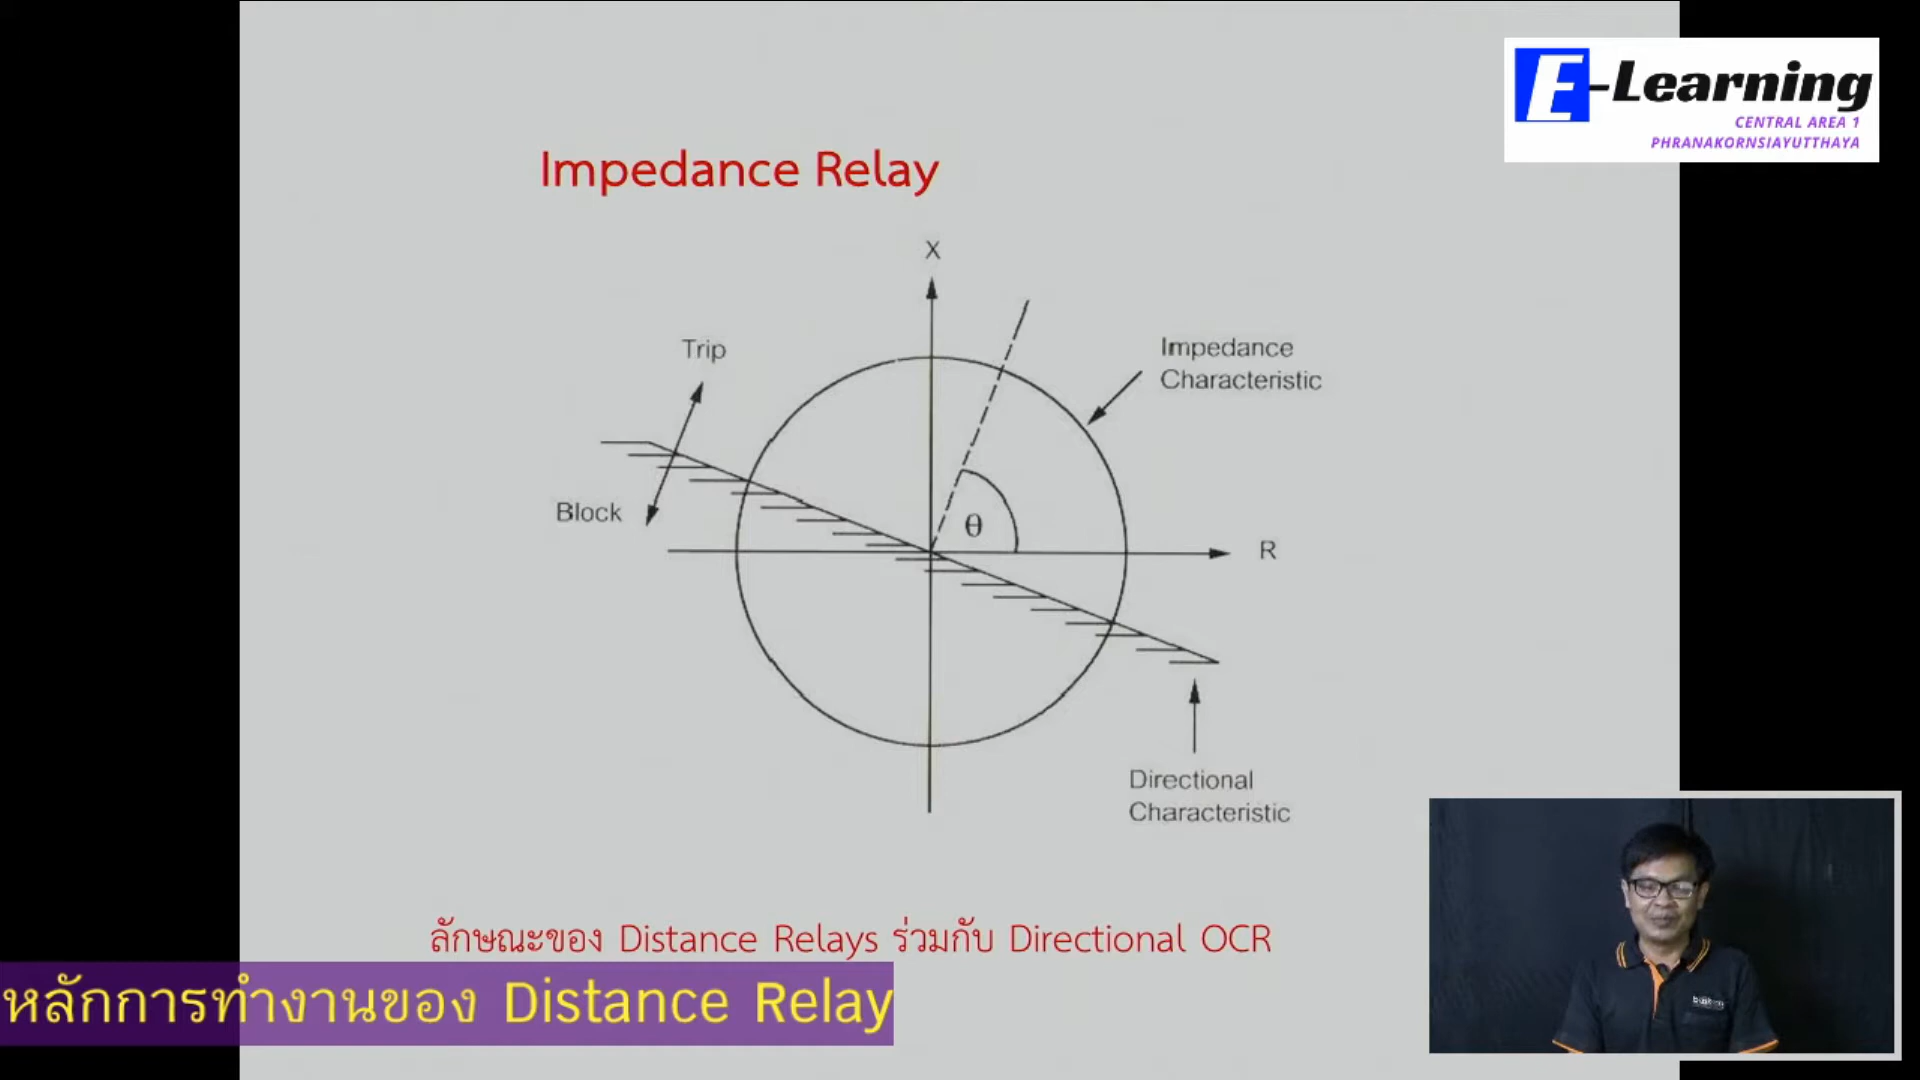 E-Learning
CENTRAL AREA 1
PHRANAKORNSIAYUTTHAYA
Impedance Relay
X
Trip
Impedance
Characteristic
Block
θ
R
Directional
Characteristic
ลักษณะของ Distance Relays ร่วมกับ Directional OCR
หลักการทำงานของ Distance Relay